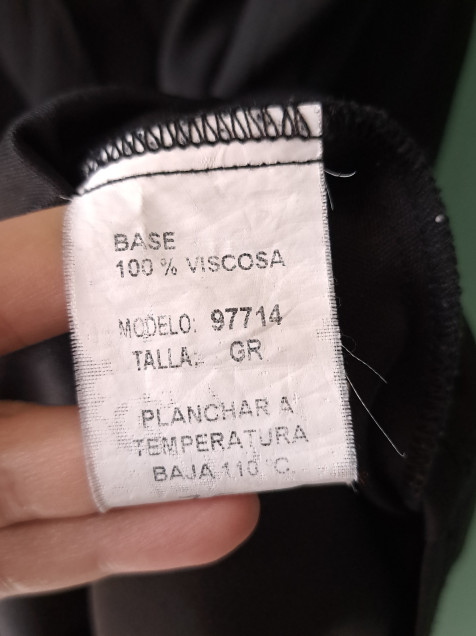 BASE
100 % VISCOSA
MODELO: 97714
TALLA: GR
PLANCHAR A
TEMPERATURA
BAJA 110 °C.